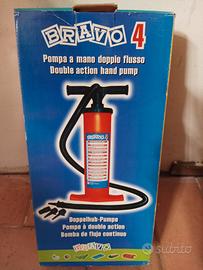 BRAVO 4
Pompa a mano doppio flusso
Double action hand pump
BRAVO
Doppelhub-Pumpe
Pompe à double action
Bomba de flujo continuo
BRAVO
subito